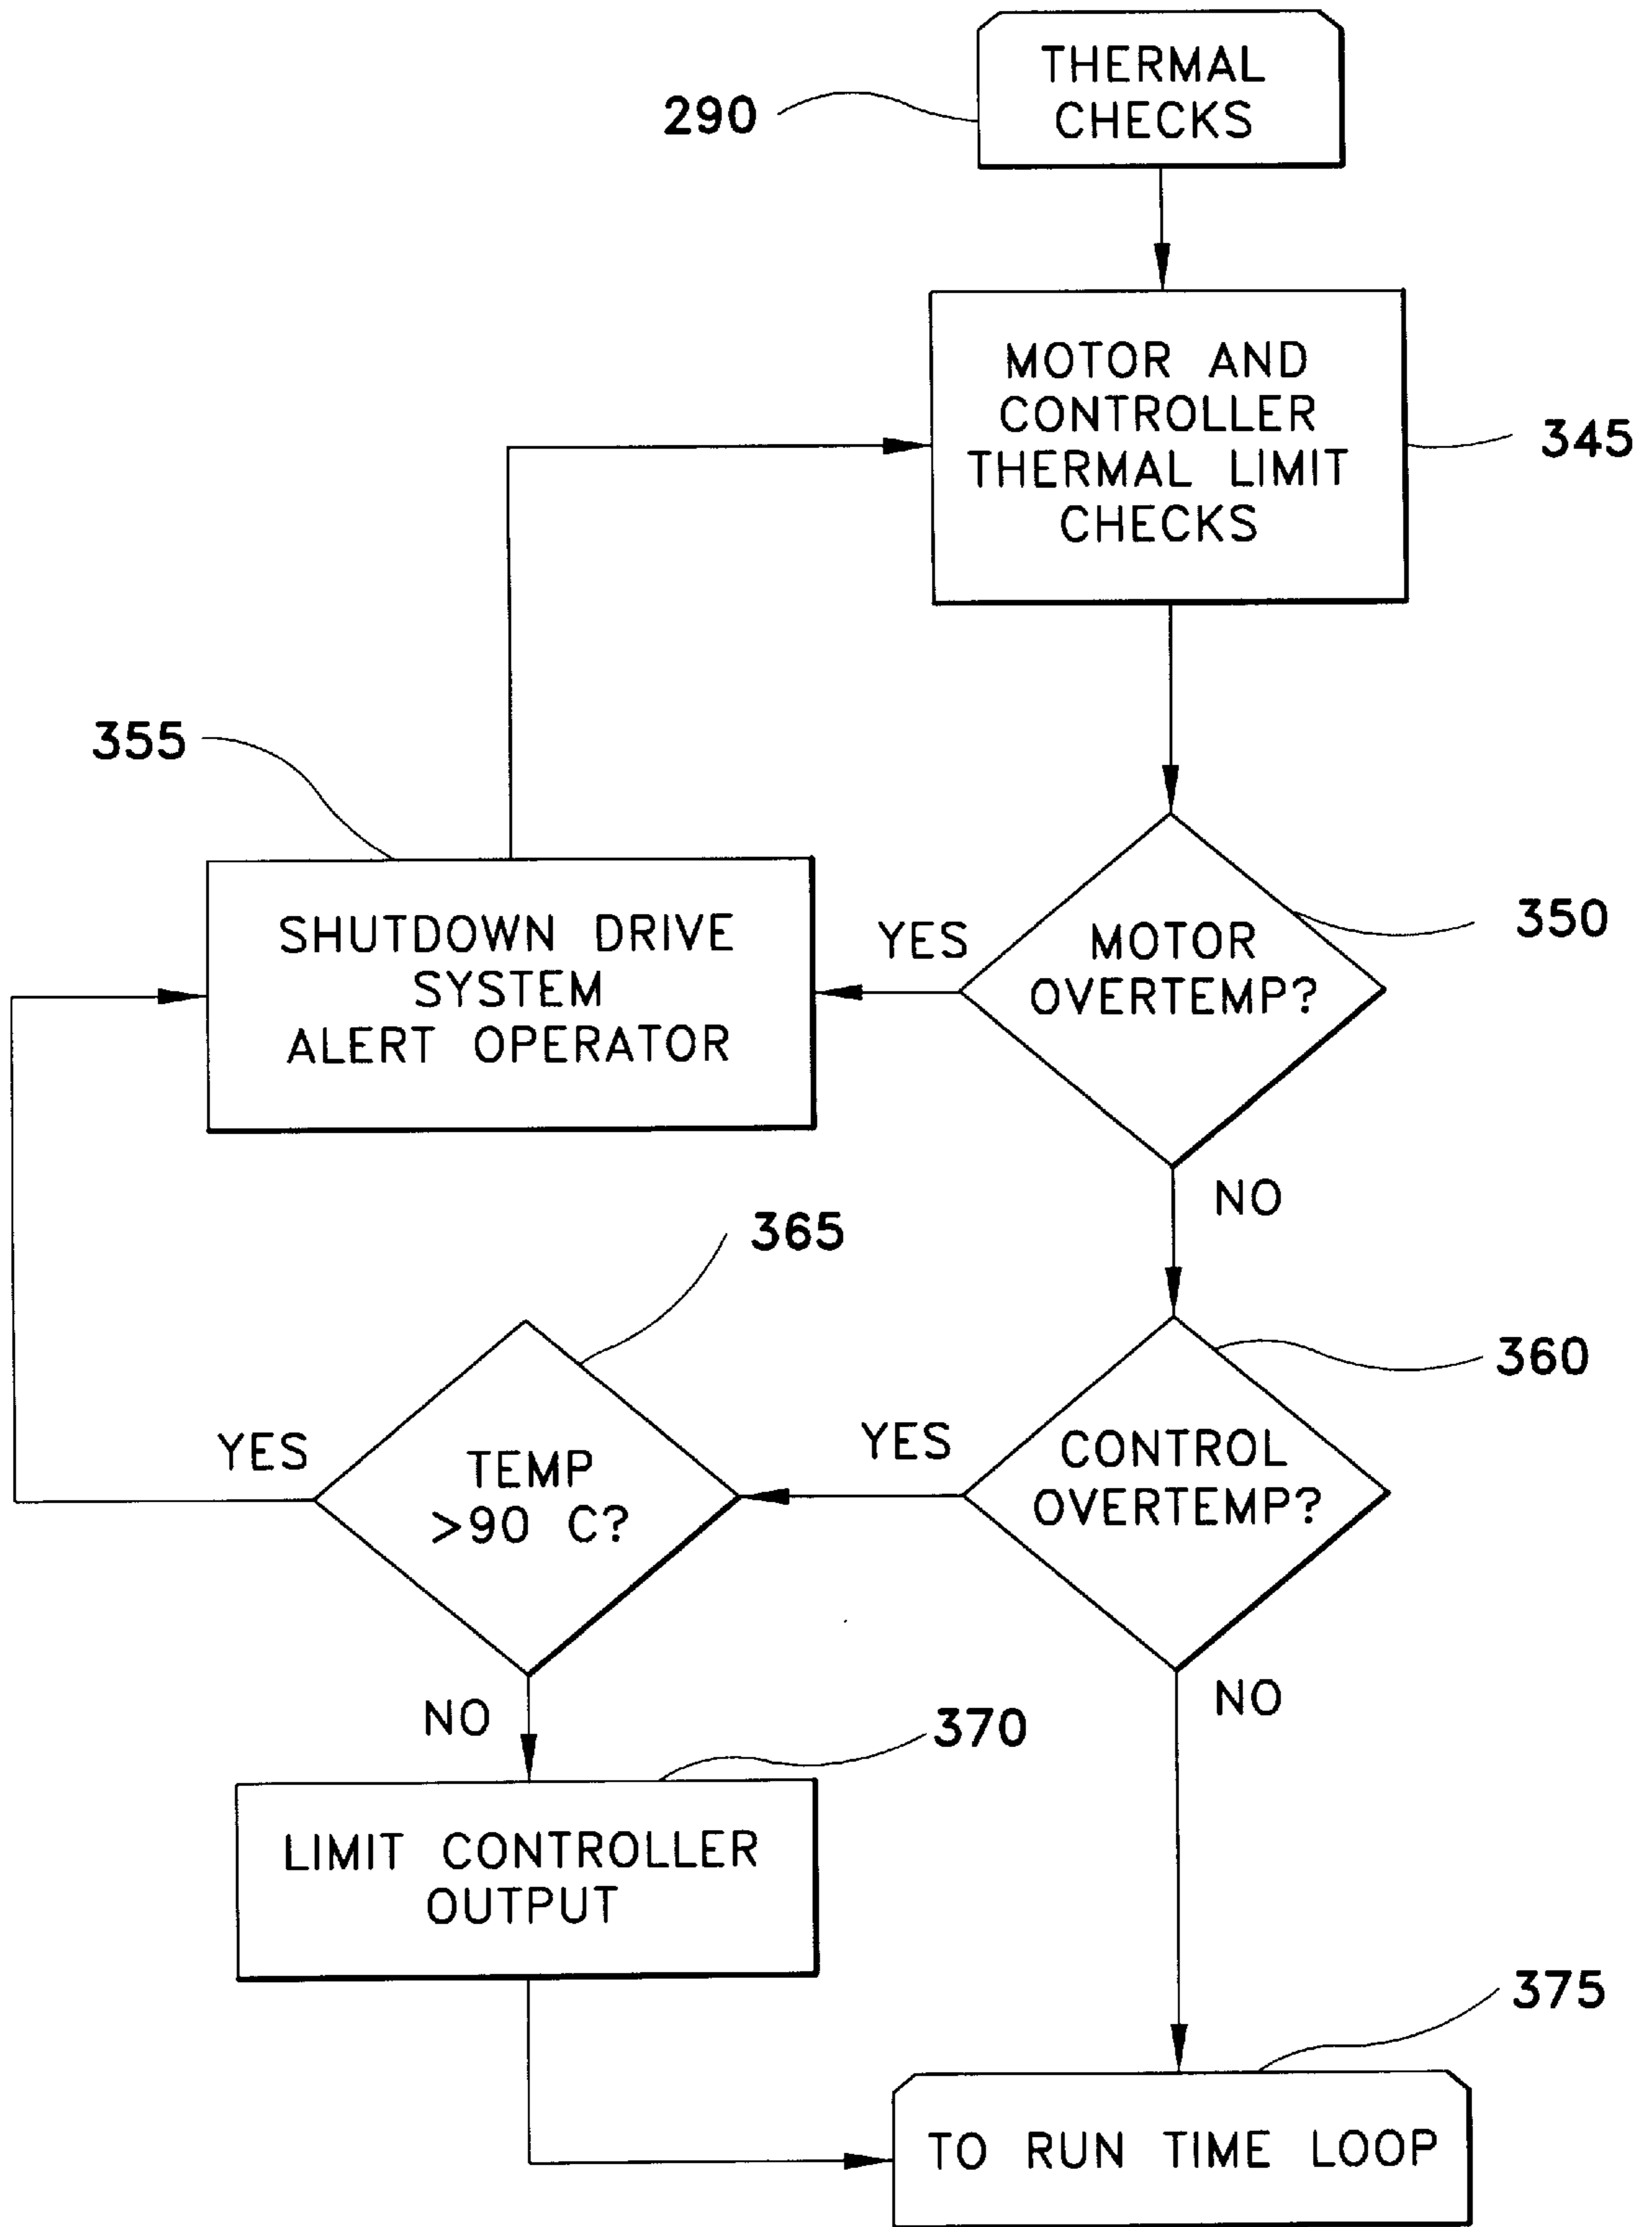 THERMAL
CHECKS
290
MOTOR AND
CONTROLLER
THERMAL LIMIT
CHECKS
345
355
SHUTDOWN DRIVE
SYSTEM
ALERT OPERATOR
YES
MOTOR
OVERTEMP?
350
NO
365
YES
TEMP
>90 C?
YES
CONTROL
OVERTEMP?
360
NO
NO
370
LIMIT CONTROLLER
OUTPUT
375
TO RUN TIME LOOP